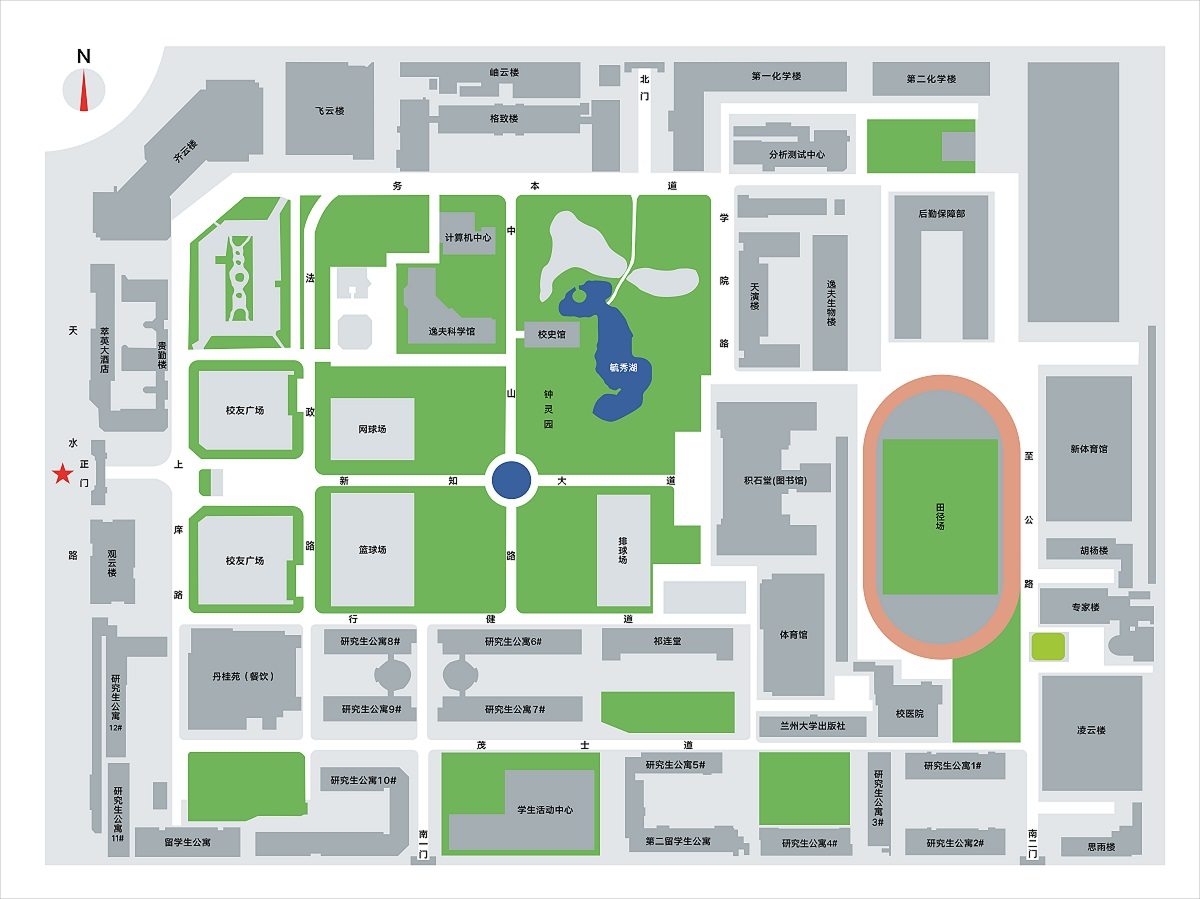 N
岫云楼
北门
第一化学楼
第二化学楼
飞云楼
格致楼
齐云楼
分析测试中心
务本道
学院路
后勤保障部
计算机中心
中山路
法政路
天演楼
逸夫生物楼
萃英大酒店
贵勤楼
逸夫科学馆
校史馆
毓秀湖
天水路
钟灵园
校友广场
网球场
正门
上庠路
新知大道
积石堂(图书馆)
至公路
新体育馆
田径场
观云楼
校友广场
篮球场
排球场
胡杨楼
专家楼
行健道
研究生公寓8#
研究生公寓6#
祁连堂
体育馆
丹桂苑（餐饮）
研究生公寓9#
研究生公寓7#
研究生公寓12#
兰州大学出版社
校医院
凌云楼
茂士道
研究生公寓10#
研究生公寓5#
研究生公寓3#
研究生公寓1#
研究生公寓11#
学生活动中心
留学生公寓
南一门
第二留学生公寓
研究生公寓4#
研究生公寓2#
南二门
思雨楼